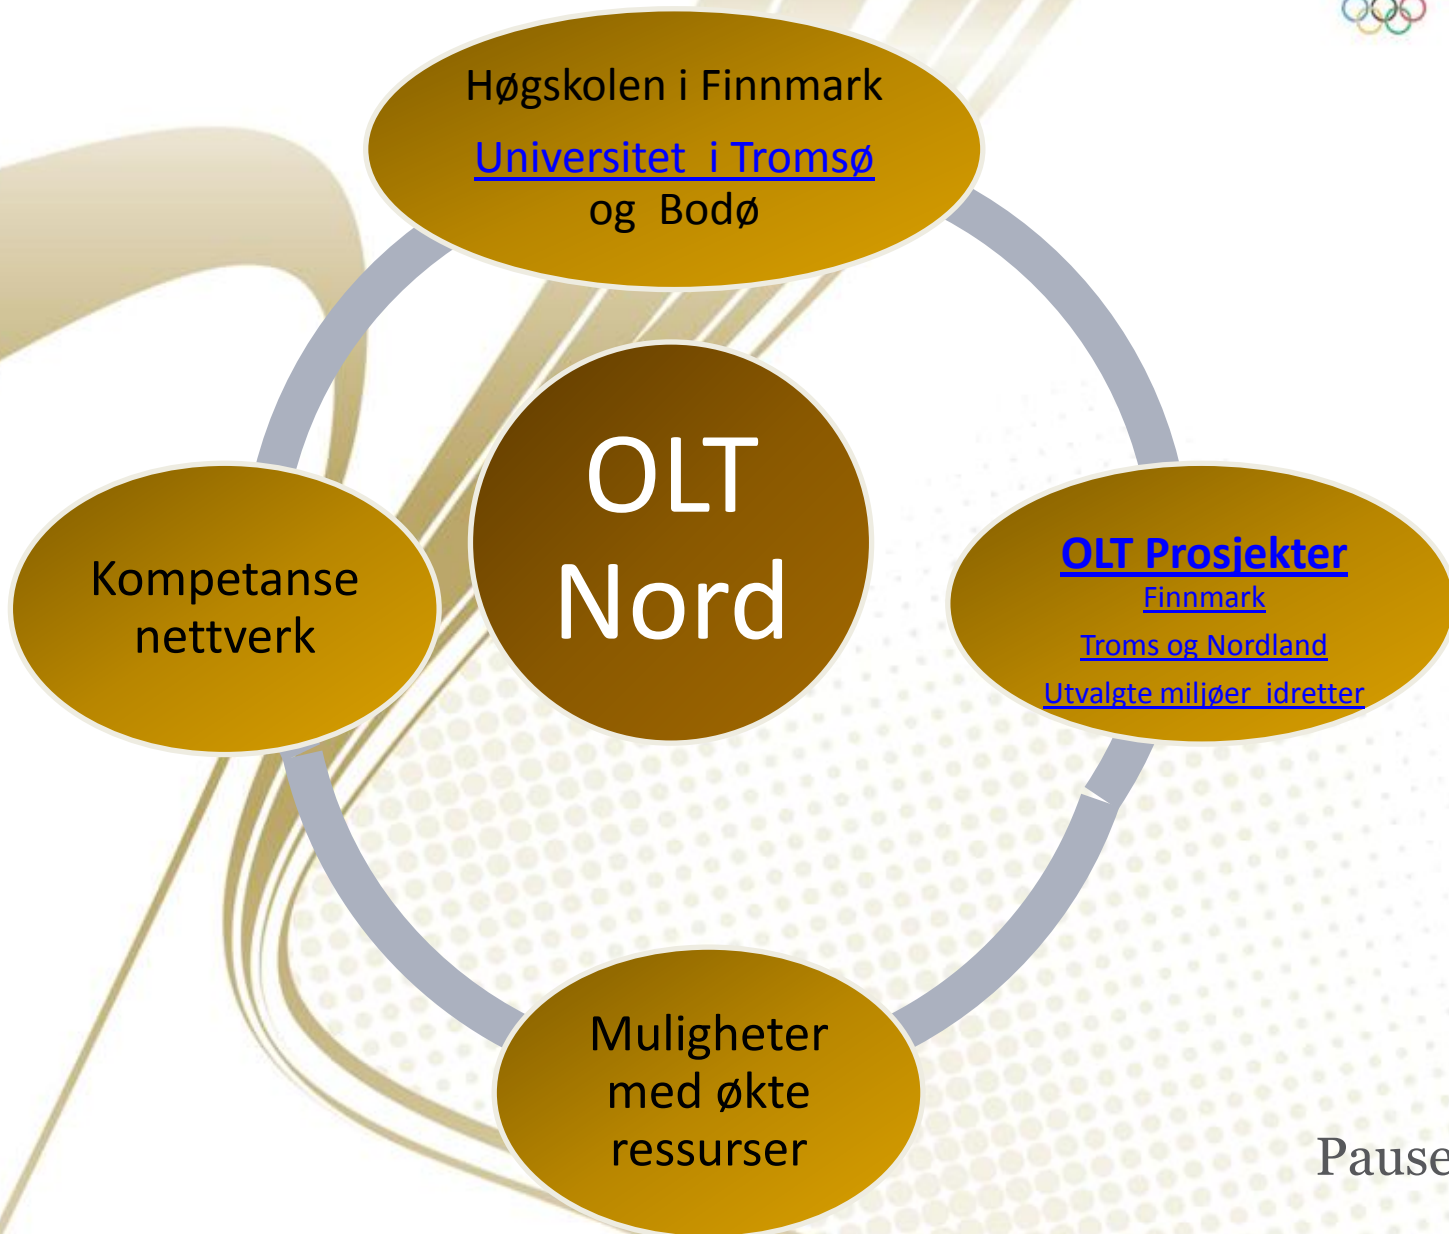 Høgskolen i Finnmark
Universitet i Tromsø
og Bodø
OLT
Nord
Kompetanse
nettverk
OLT Prosjekter
Finnmark
Troms og Nordland
Utvalgte miljøer idretter
Muligheter
med økte
ressurser
Pause